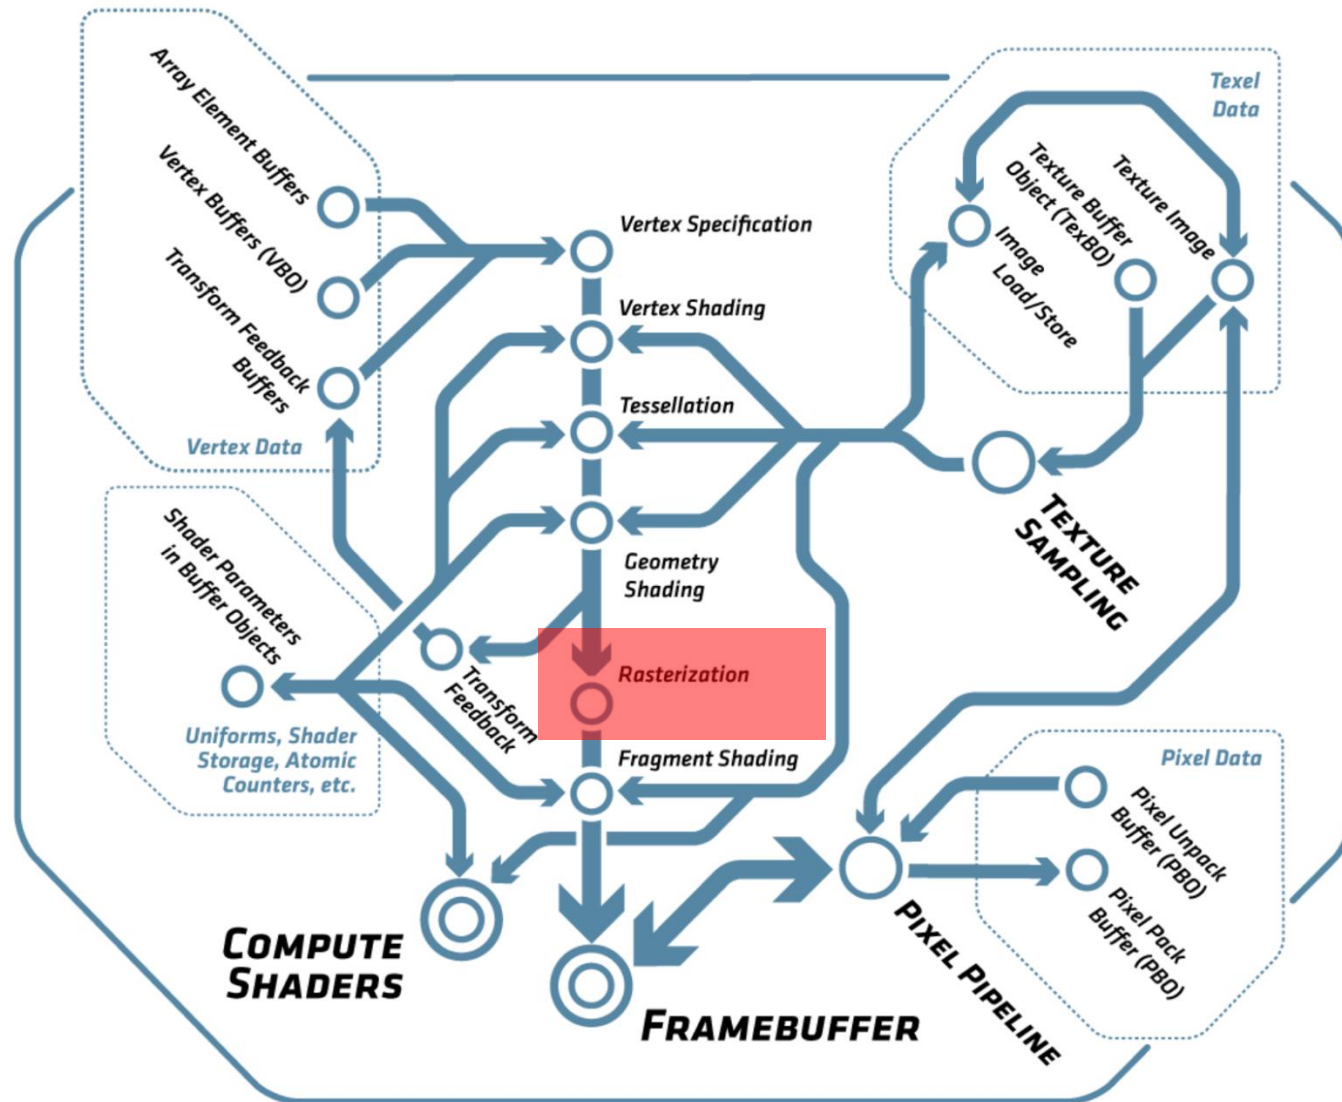 Array Element Buffers
Vertex Buffers (VBO)
Transform Feedback
Buffers
Vertex Data
Texel
Data
Texture Buffer
Object (TexBO)
Texture Image
Image
Load/Store
Vertex Specification
Vertex Shading
Tessellation
Geometry
Shading
TEXTURE
SAMPLING
Shader Parameters
in Buffer Objects
Uniforms, Shader
Storage, Atomic
Counters, etc.
Transform
Feedback
Rasterization
Fragment Shading
Pixel Data
Pixel Unpack
Buffer (PBO)
Pixel Pack
Buffer (PBO)
COMPUTE
SHADERS
FRAMEBUFFER
PIXEL PIPELINE